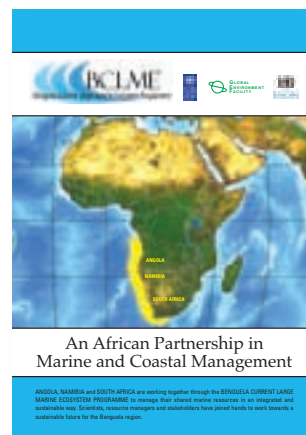 BCLME
GLOBAL
ENVIRONMENT
FACILITY
ANGOLA
NAMIBIA
SOUTH AFRICA
An African Partnership in
Marine and Coastal Management
ANGOLA, NAMIBIA and SOUTH AFRICA are working together through the BENGUELA CURRENT LARGE
MARINE ECOSYSTEM PROGRAMME to manage their shared marine resources in an integrated and
sustainable way. Scientists, resource managers and stakeholders have joined hands to work towards a
sustainable future for the Benguela region.